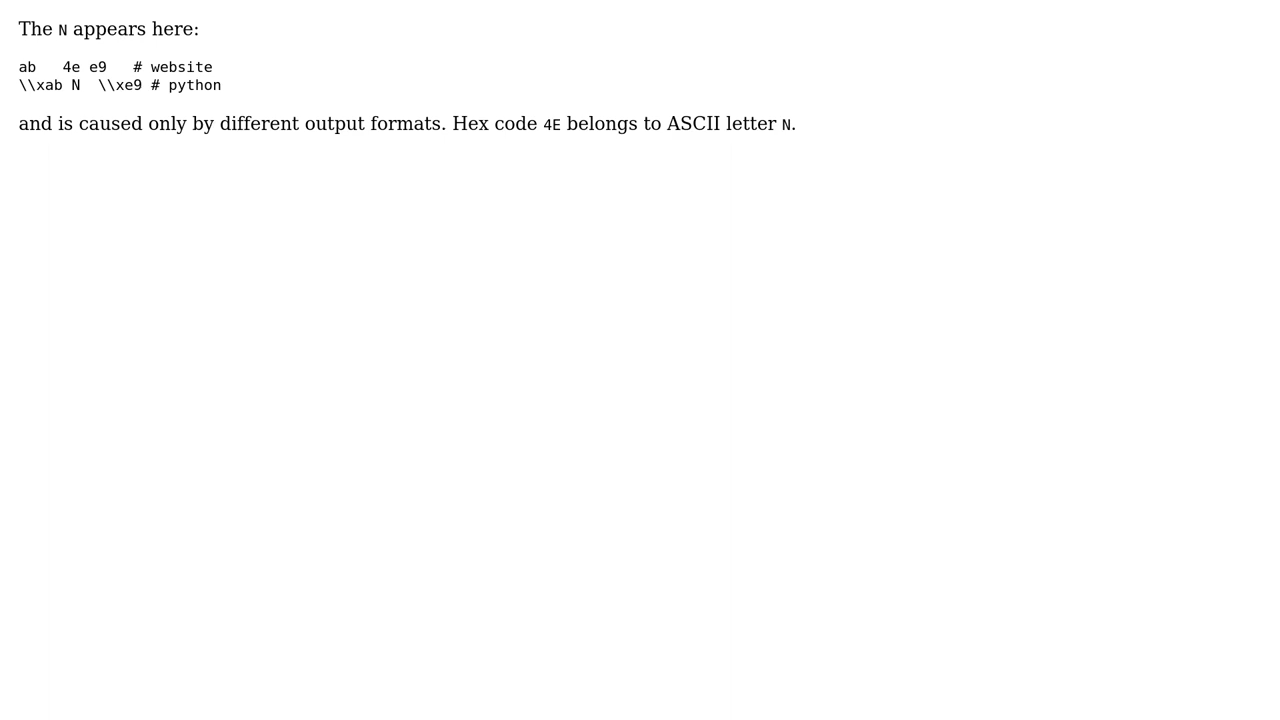 The N appears here:
ab   4e e9   # website
\\xab N  \\xe9 # python
and is caused only by different output formats. Hex code 4E belongs to ASCII letter N.